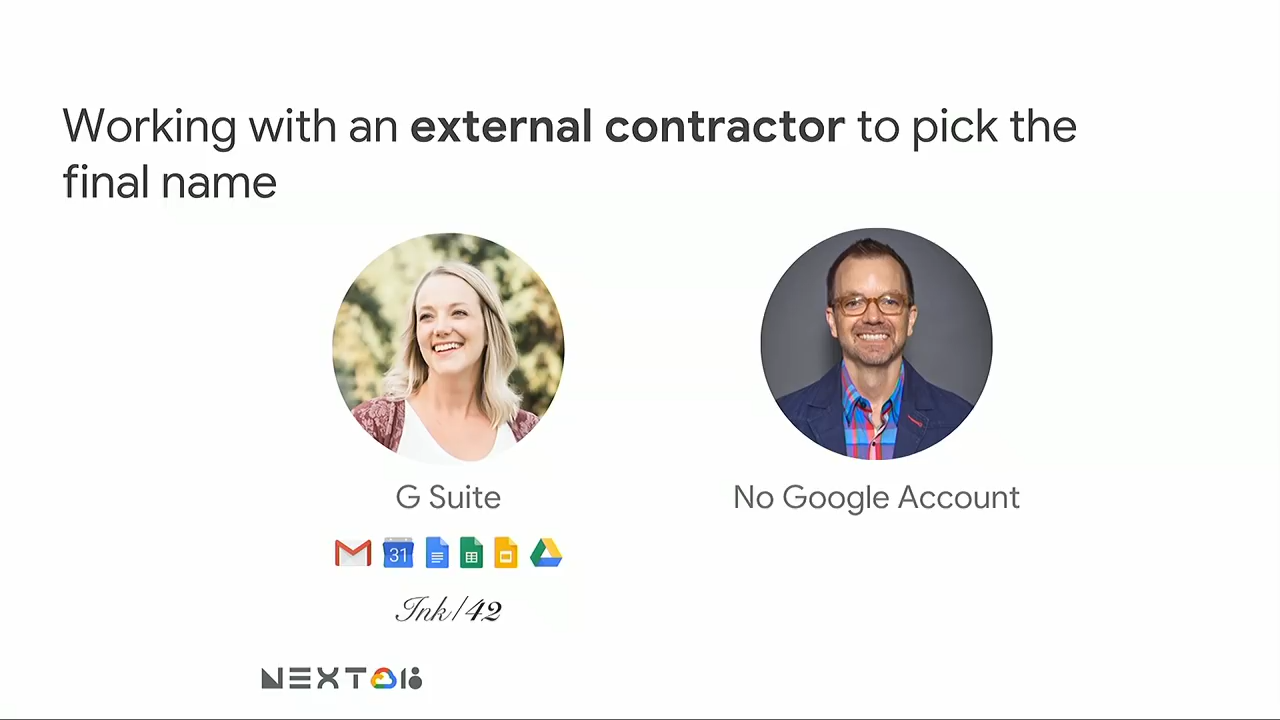 Working with an external contractor to pick the
final name
G Suite
No Google Account
31
Ink/42
NEXT 18